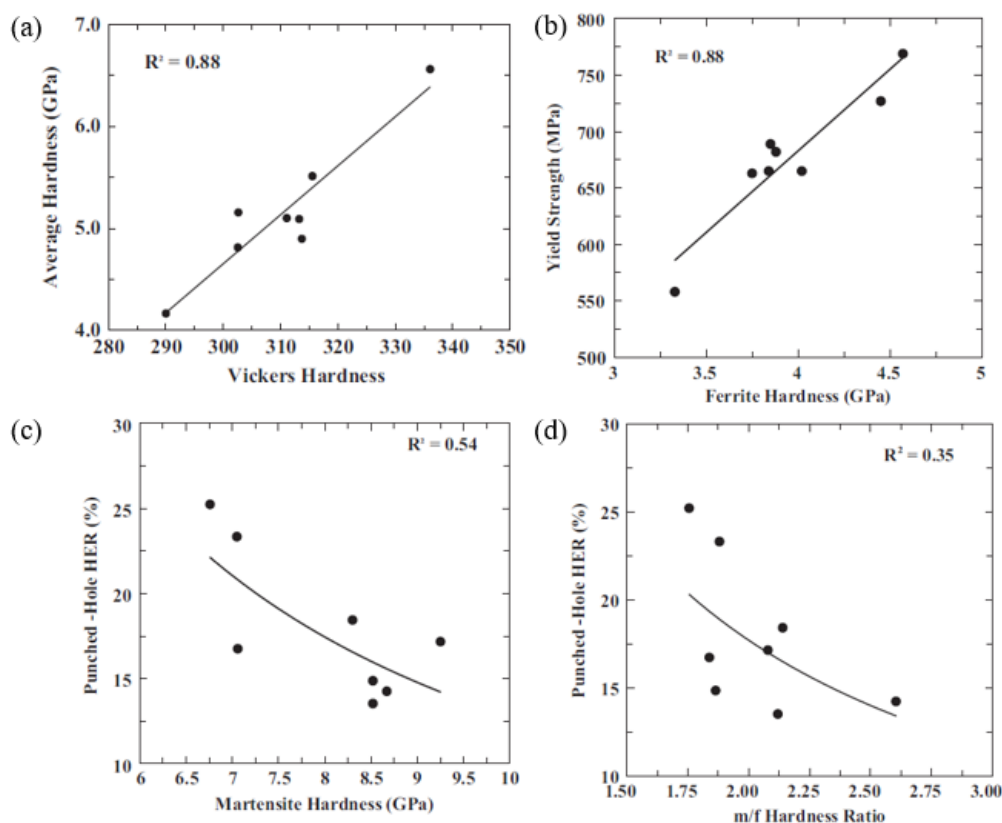 (a)
7.0
6.0
5.0
4.0
Average Hardness (GPa)
R² = 0.88
280 290 300 310 320 330 340 350
Vickers Hardness
(b)
800
750
700
650
600
550
500
Yield Strength (MPa)
R² = 0.88
3 3.5 4 4.5 5
Ferrite Hardness (GPa)
(c)
30
25
20
15
10
Punched -Hole HER (%)
R² = 0.54
6 6.5 7 7.5 8 8.5 9 9.5 10
Martensite Hardness (GPa)
(d)
30
25
20
15
10
Punched -Hole HER (%)
R² = 0.35
1.50 1.75 2.00 2.25 2.50 2.75 3.00
m/f Hardness Ratio